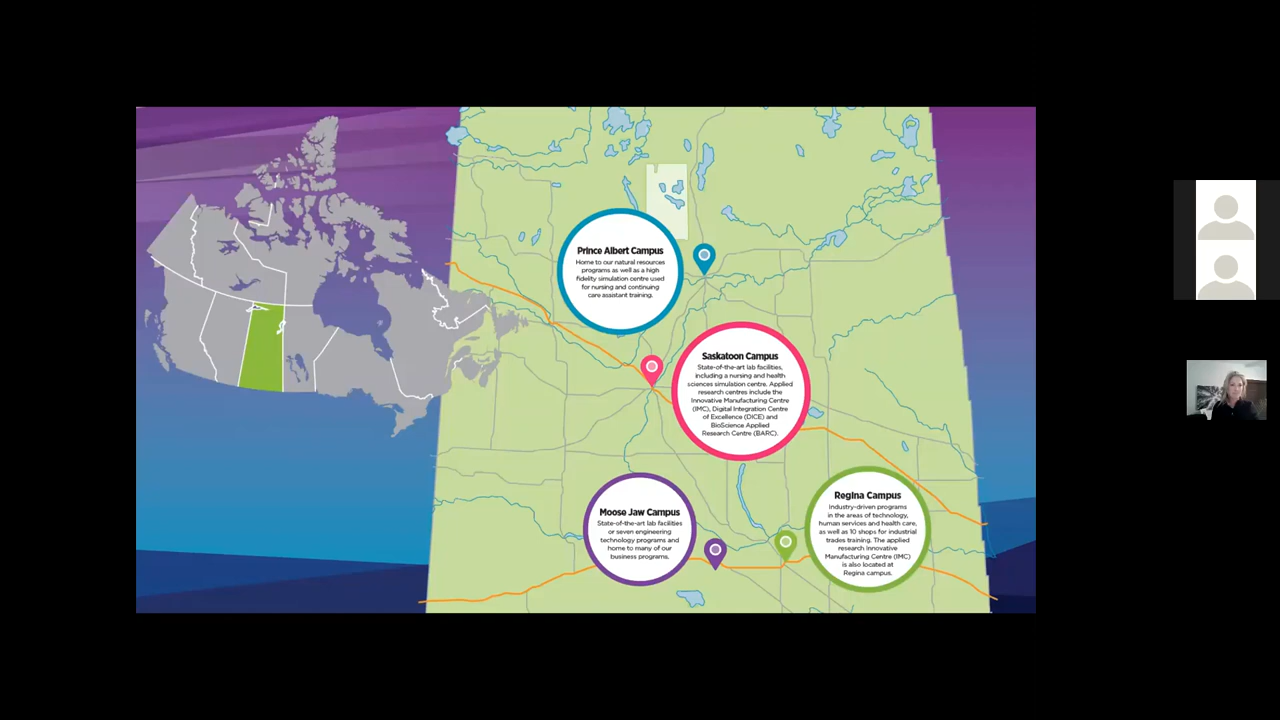 Prince Albert Campus
Home to our natural resources
programs as well as a high
fidelity simulation centre used
for nursing and continuing
care assistant training.
Saskatoon Campus
State-of-the-art lab facilities,
including a nursing and health
sciences simulation centre. Applied
research centres include the
Innovative Manufacturing Centre
(IMC), Digital Integration Centre
of Excellence (DICE) and
BioScience Applied
Research Centre (BARC).
Moose Jaw Campus
State-of-the-art lab facilities
or seven engineering
technology programs and
home to many of our
business programs.
Regina Campus
Industry-driven programs
in the areas of technology,
human services and health care,
as well as 10 shops for industrial
trades training. The applied
research innovative
Manufacturing Centre (IMC)
is also located at
Regina campus.